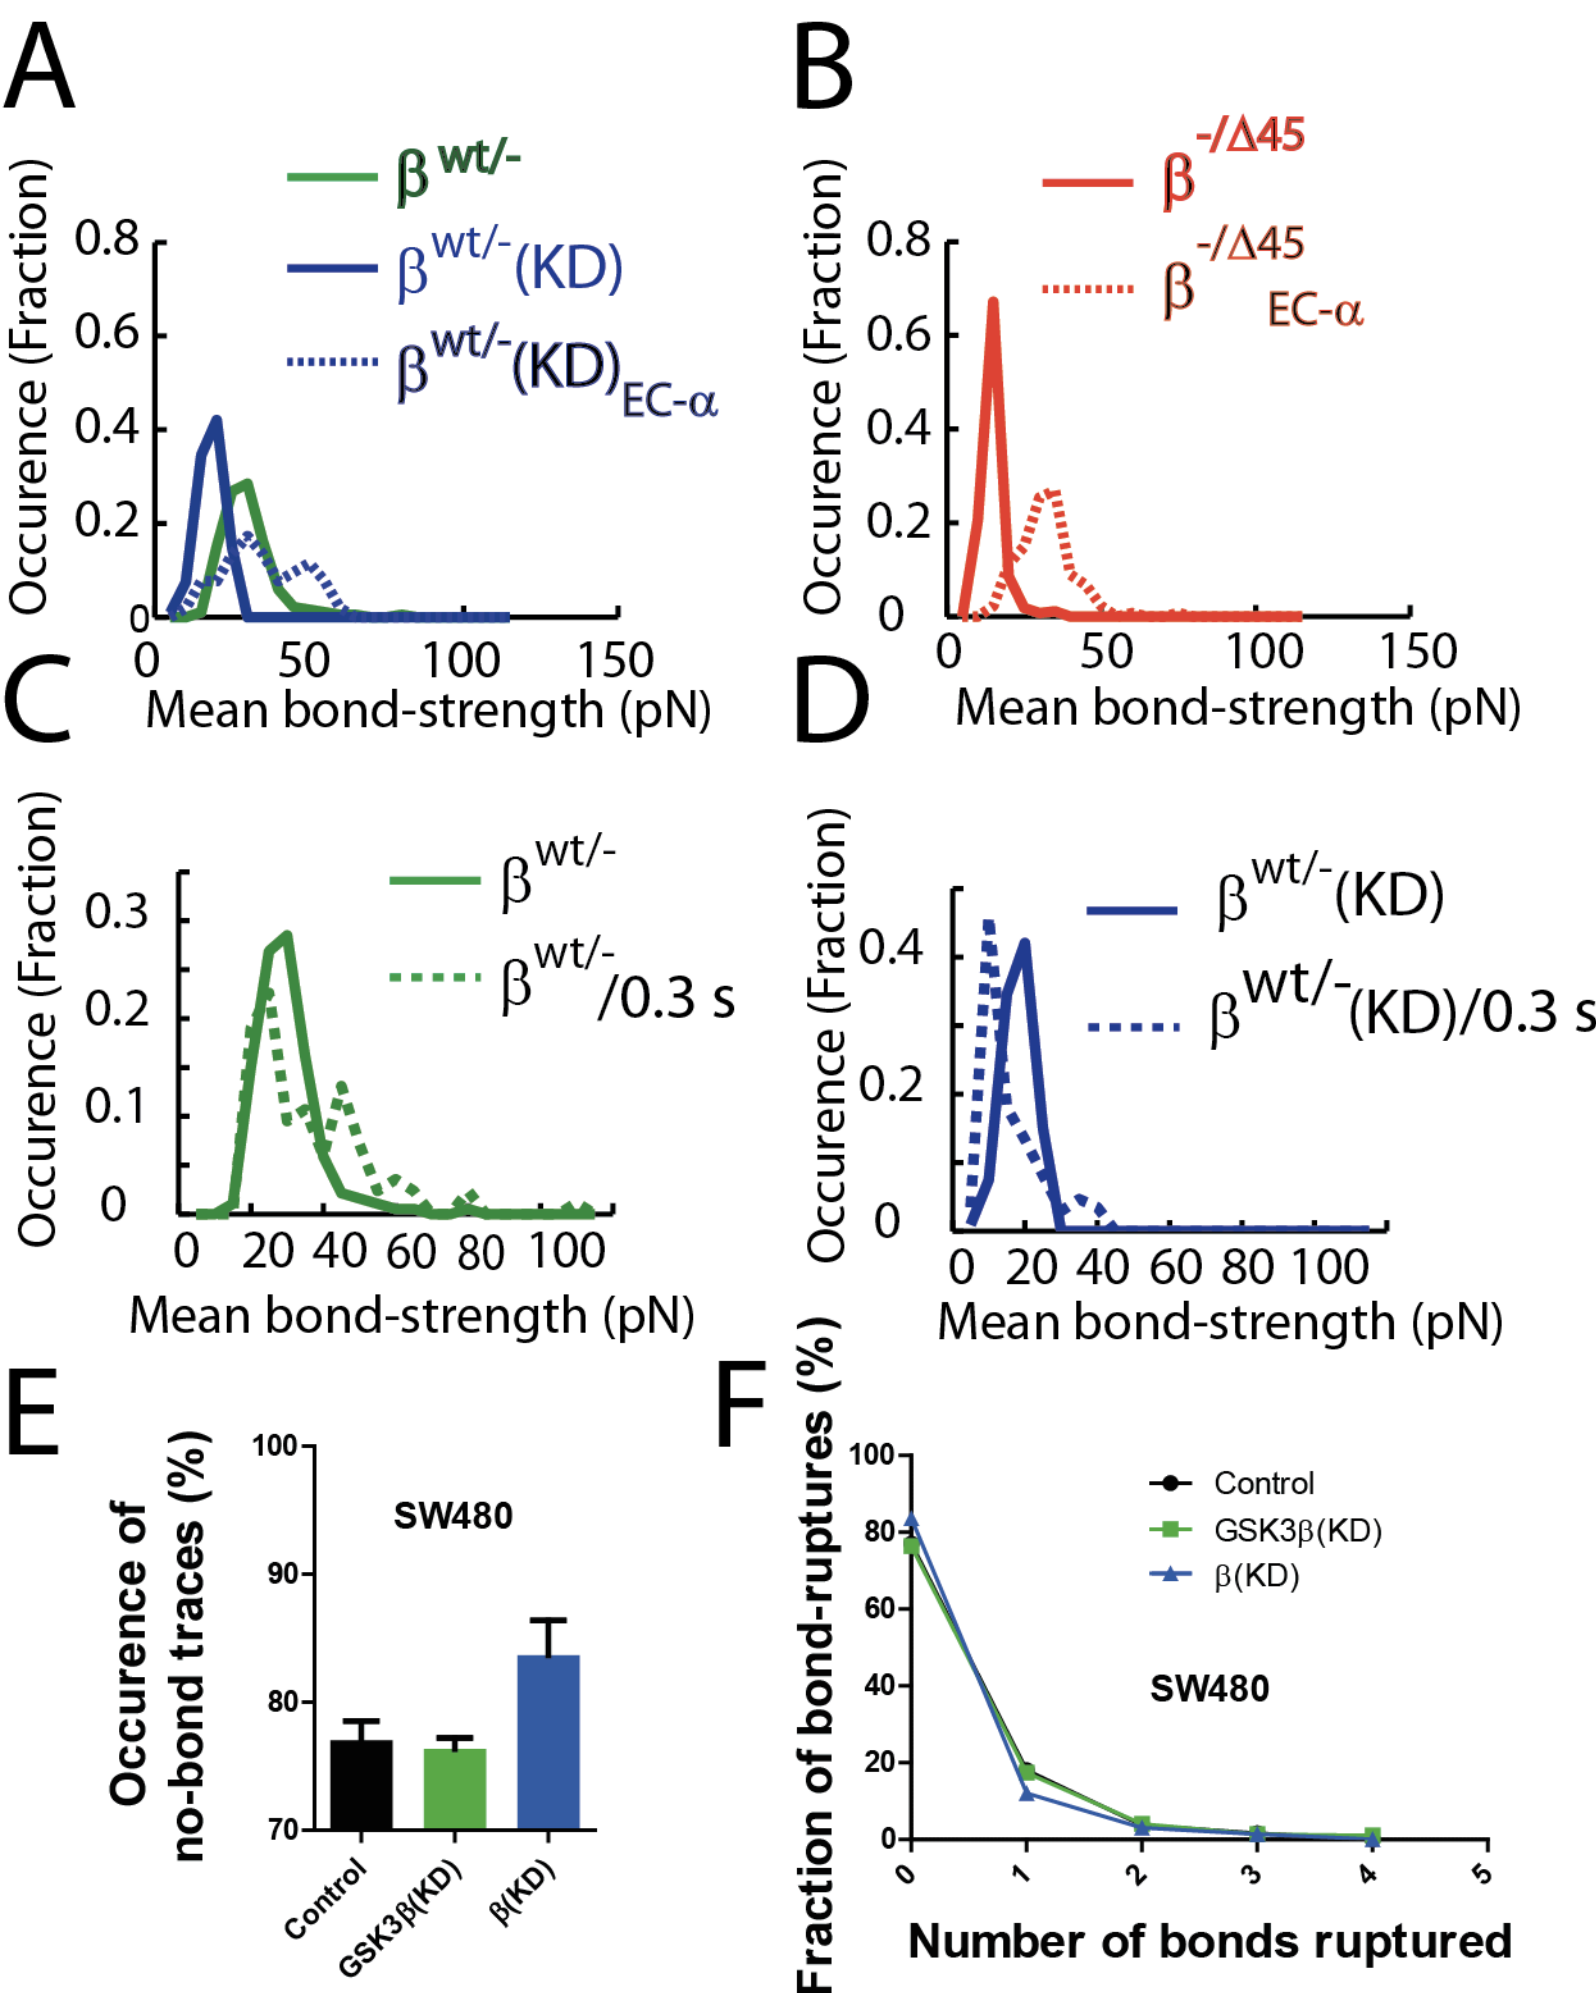 A
Occurence (Fraction)
β wt/-
β wt/- (KD)
β wt/- (KD) EC-α
0.8
0.6
0.4
0.2
0
0 50 100 150
Mean bond-strength (pN)
B
Occurence (Fraction)
β -/Δ45
β -/Δ45 EC-α
0.8
0.6
0.4
0.2
0
0 50 100 150
Mean bond-strength (pN)
C
Occurence (Fraction)
β wt/-
β wt/- /0.3 s
0.3
0.2
0.1
0
0 20 40 60 80 100
Mean bond-strength (pN)
D
Occurence (Fraction)
β wt/- (KD)
β wt/- (KD)/0.3 s
0.4
0.2
0
0 20 40 60 80 100
Mean bond-strength (pN)
E
Occurence of
no-bond traces (%)
SW480
100
90
80
70
Control
GSK3β(KD)
β(KD)
F
Fraction of bond-ruptures (%)
Control
GSK3β(KD)
β(KD)
SW480
100
80
60
40
20
0
0 1 2 3 4 5
Number of bonds ruptured